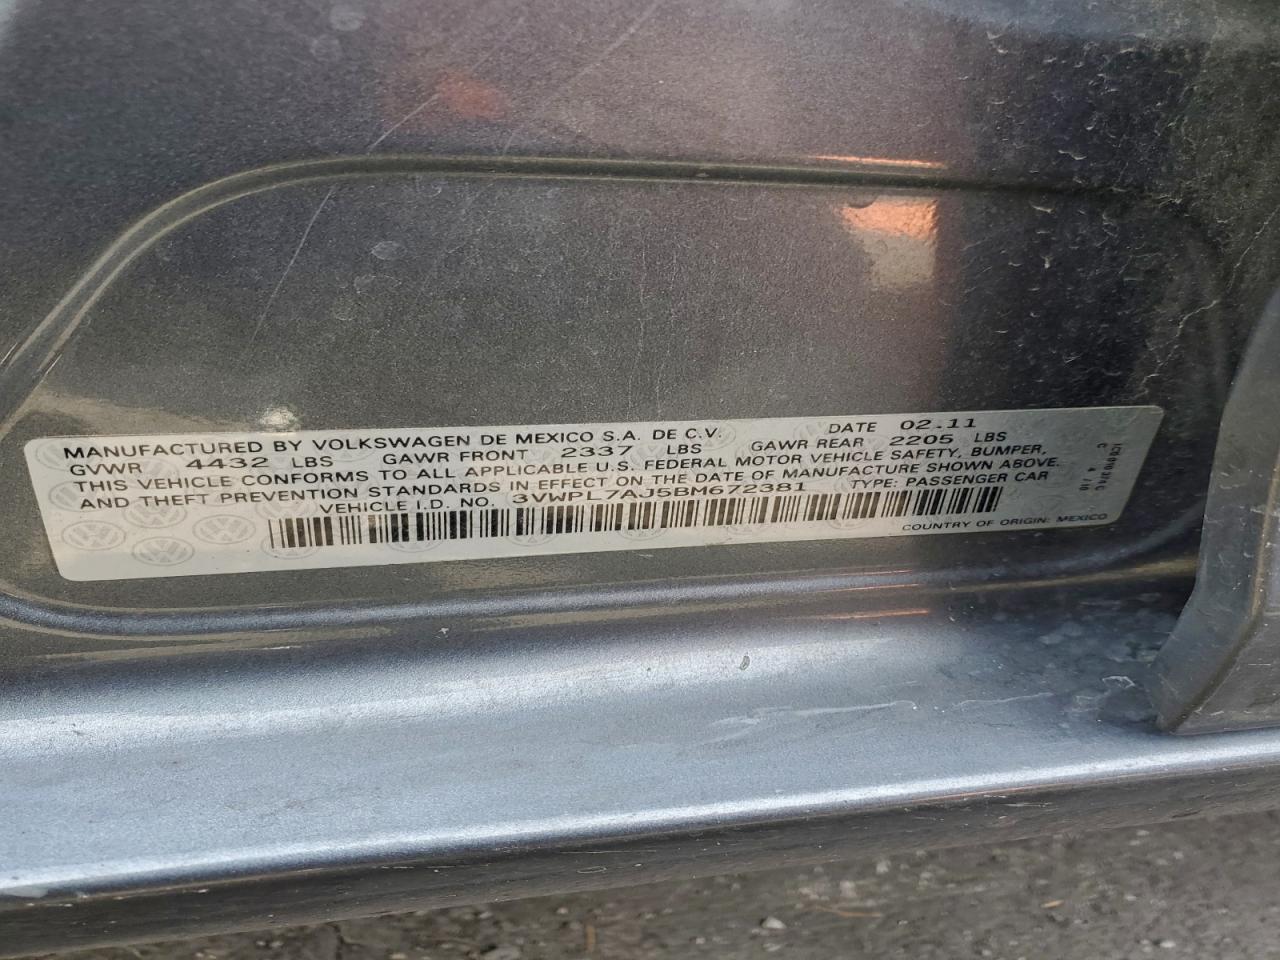 MANUFACTURED BY VOLKSWAGEN DE MEXICO S.A. DE C.V. DATE 02.11
GVWR 4432 LBS GAWR FRONT 2337 LBS GAWR REAR 2205 LBS
THIS VEHICLE CONFORMS TO ALL APPLICABLE U.S. FEDERAL MOTOR VEHICLE SAFETY, BUMPER,
AND THEFT PREVENTION STANDARDS IN EFFECT ON THE DATE OF MANUFACTURE SHOWN ABOVE.
VEHICLE I.D. NO. 3VWPL7AJ5BM672381 TYPE: PASSENGER CAR
COUNTRY OF ORIGIN: MEXICO